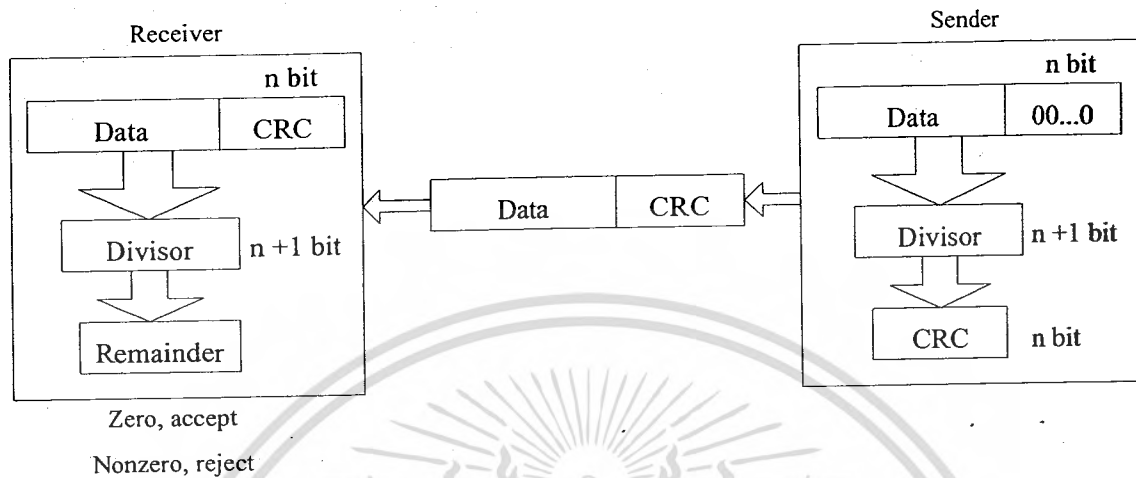 Receiver
n bit
Data
CRC
Divisor
n +1 bit
Remainder
Zero, accept
Nonzero, reject
Data
CRC
Sender
n bit
Data
00...0
Divisor
n +1 bit
CRC
n bit